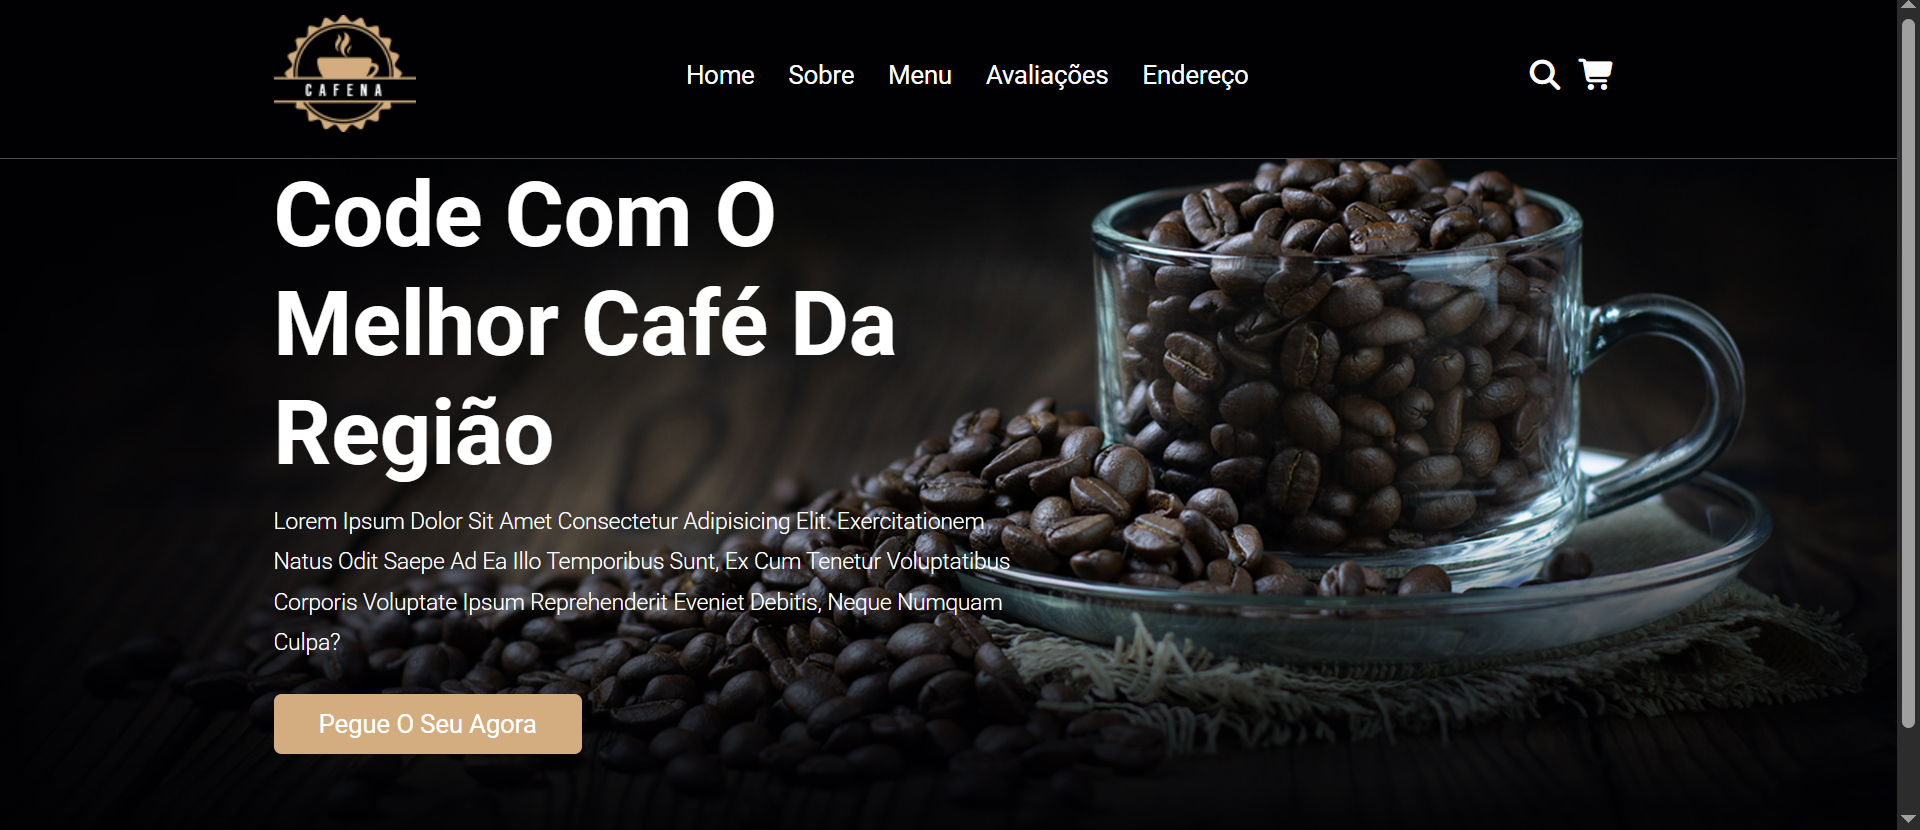 CAFENA
Home Sobre Menu Avaliações Endereço
Code Com O
Melhor Café Da
Região
Lorem Ipsum Dolor Sit Amet Consectetur Adipisicing Elit. Exercitationem
Natus Odit Saepe Ad Ea Illo Temporibus Sunt, Ex Cum Tenetur Voluptatibus
Corporis Voluptate Ipsum Reprehenderit Eveniet Debitis, Neque Numquam
Culpa?
Pegue O Seu Agora